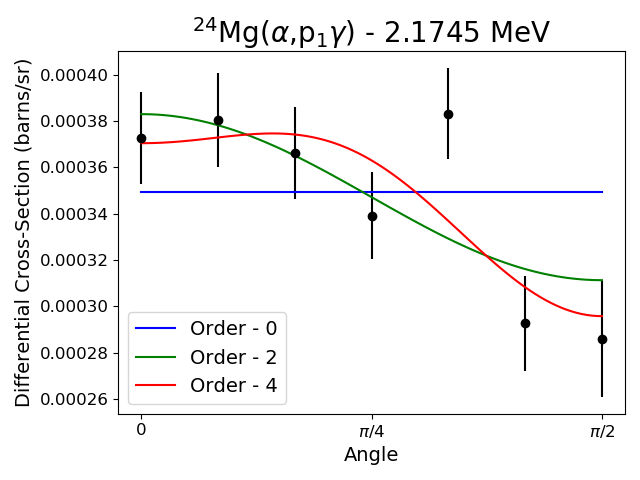 ²⁴Mg(α,p₁γ) - 2.1745 MeV
Differential Cross-Section (barns/sr)
0.00040
0.00038
0.00036
0.00034
0.00032
0.00030
0.00028
0.00026
Order - 0
Order - 2
Order - 4
0 π/4 π/2
Angle